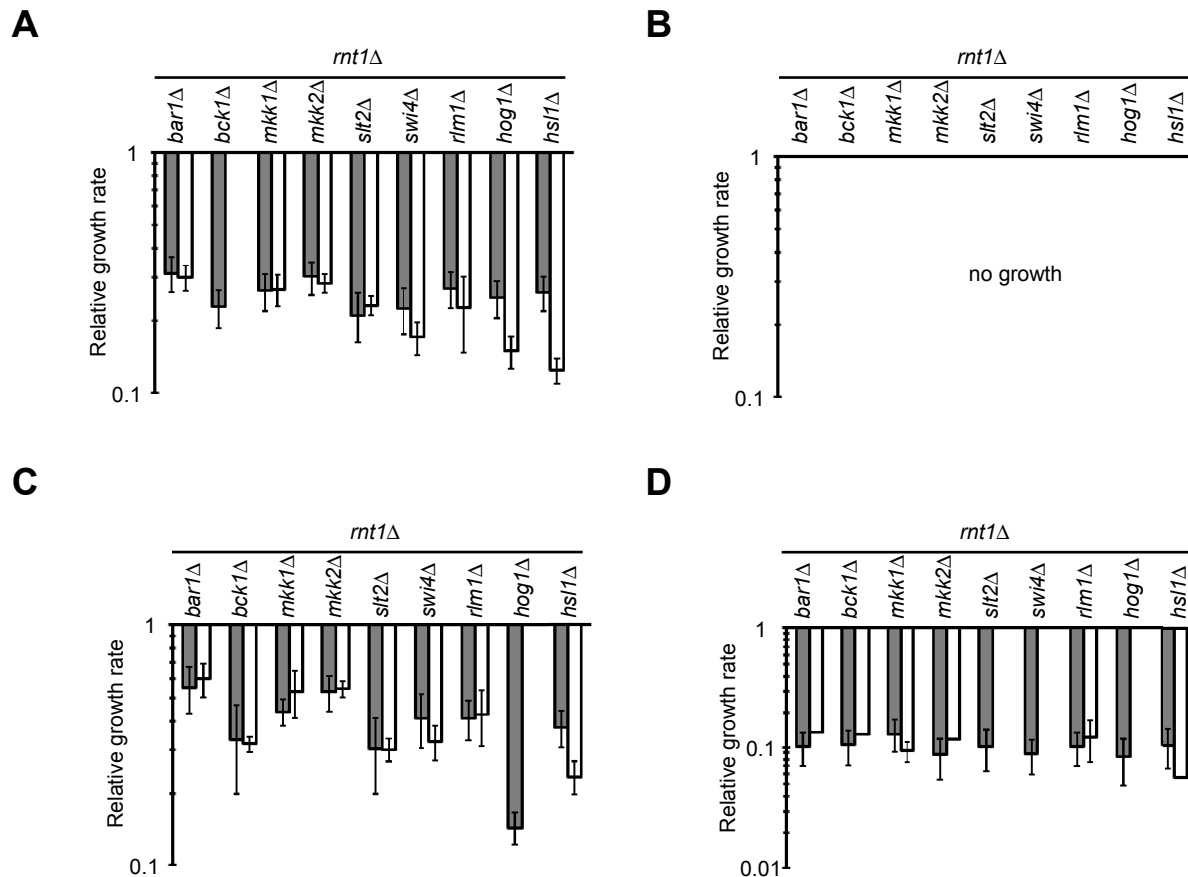 A
rnt1Δ
bar1Δ
bck1Δ
mkk1Δ
mkk2Δ
slt2Δ
swi4Δ
rlm1Δ
hog1Δ
hsl1Δ
1
Relative growth rate
0.1
B
rnt1Δ
bar1Δ
bck1Δ
mkk1Δ
mkk2Δ
slt2Δ
swi4Δ
rlm1Δ
hog1Δ
hsl1Δ
1
Relative growth rate
no growth
0.1
C
rnt1Δ
bar1Δ
bck1Δ
mkk1Δ
mkk2Δ
slt2Δ
swi4Δ
rlm1Δ
hog1Δ
hsl1Δ
1
Relative growth rate
0.1
D
rnt1Δ
bar1Δ
bck1Δ
mkk1Δ
mkk2Δ
slt2Δ
swi4Δ
rlm1Δ
hog1Δ
hsl1Δ
1
Relative growth rate
0.1
0.01